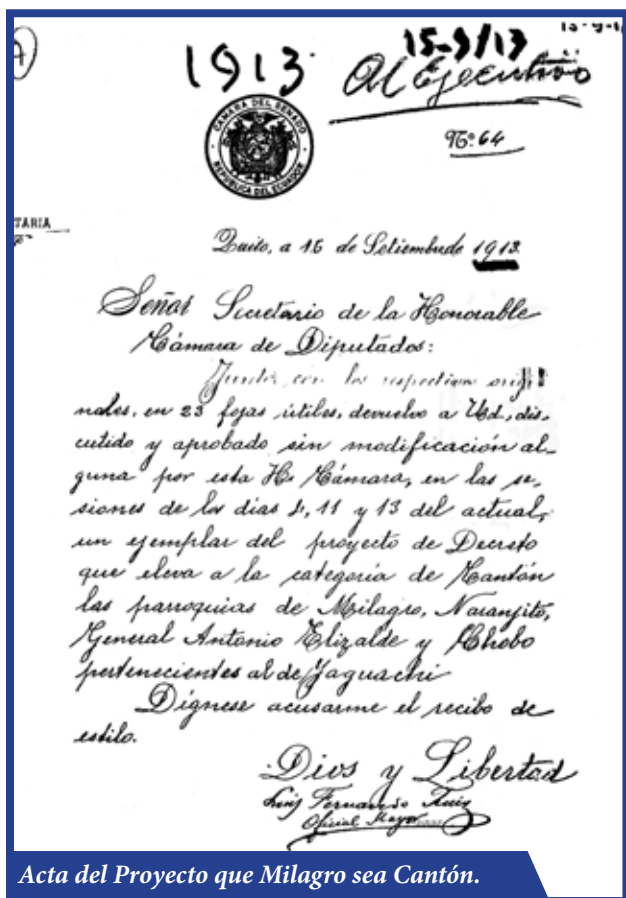 1913.
15-9/13
Al Ejecutivo
Nº 64
CAMARA DEL SENADO
REPUBLICA DEL ECUADOR
TARIA
Quito, a 15 de Setiembre de 1913
Señor Secretario de la Honorable
Cámara de Diputados:
Juntos con los respectivos origi
nales, en 23 fojas útiles, devuelvo a Ud., dis-
cutido y aprobado sin modificación al-
guna por esta H. Cámara, en las se-
siones de los días 11 y 13 del actual,
un ejemplar del proyecto de Decreto
que eleva a la categoría de Cantón
las parroquias de Milagro, Naranjito,
General Antonio Elizalde y Chobo
pertenecientes al de Yaguachi
Dígnese acusarme el recibo de
estilo.
Dios y Libertad
Luis Fernando Ruiz
Oficial Mayor
Acta del Proyecto que Milagro sea Cantón.